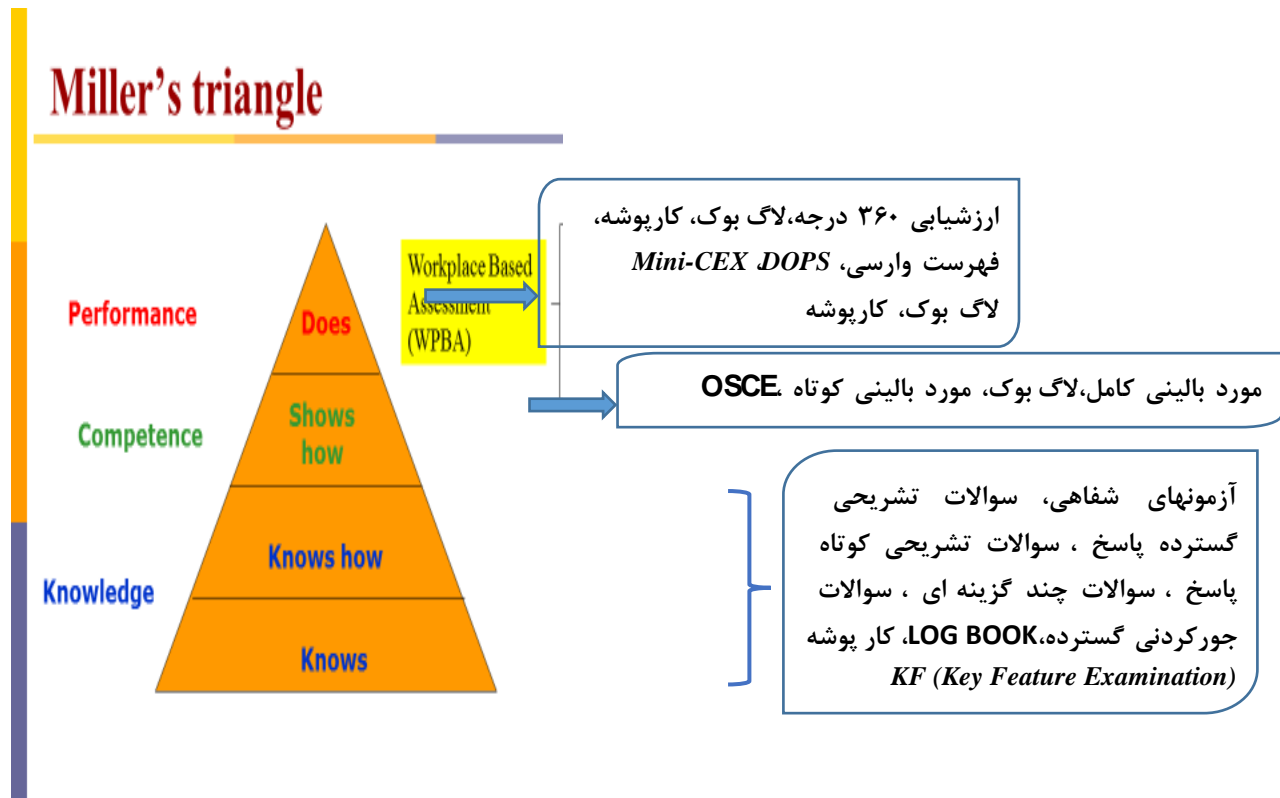 Miller's triangle
Performance
Competence
Knowledge
Does
Shows
how
Knows how
Knows
Workplace Based
Assessment
(WPBA)
ارزشیابی ۳۶۰ درجه،لاگ بوک، کارپوشه،
فهرست وارسی، Mini-CEX ،DOPS
لاگ بوک، کارپوشه
مورد بالینی کامل،لاگ بوک، مورد بالینی کوتاه ،OSCE
آزمونهای شفاهی، سوالات تشریحی
گسترده پاسخ ، سوالات تشریحی کوتاه
پاسخ ، سوالات چند گزینه ای ، سوالات
جورکردنی گسترده،LOG BOOK، کار پوشه
KF (Key Feature Examination)